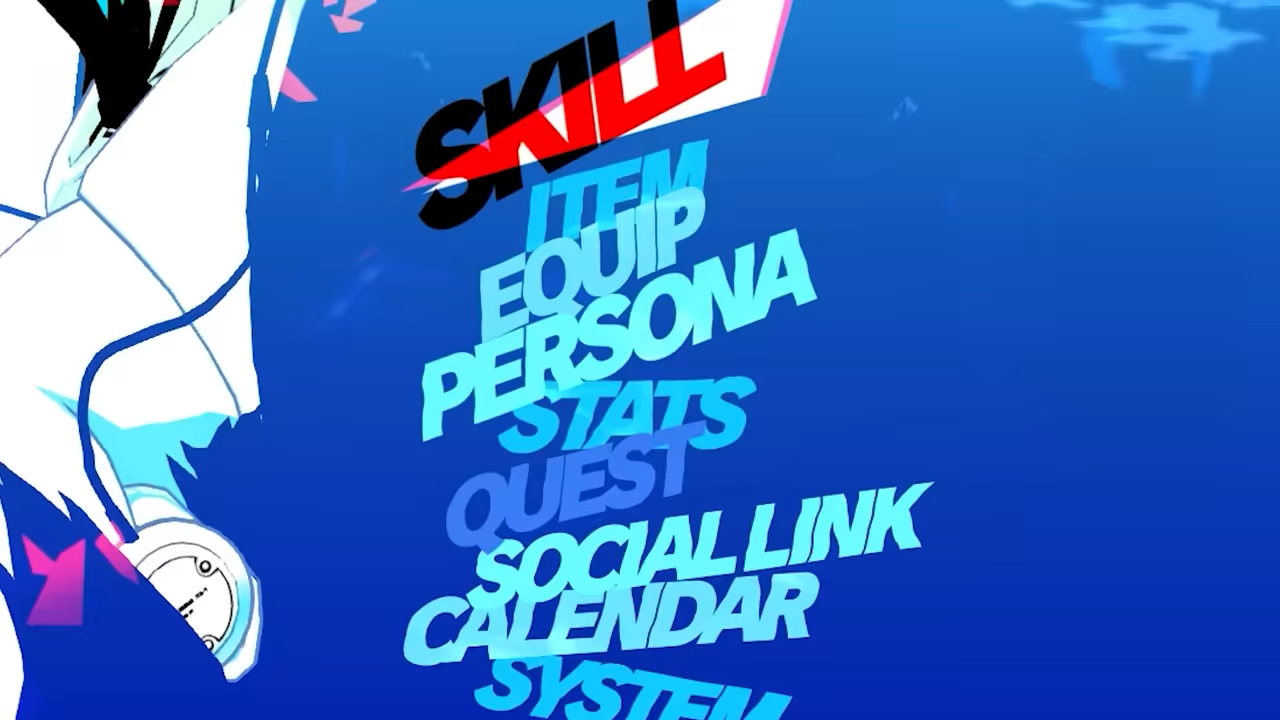 SKILL
ITEM
EQUIP
PERSONA
STATS
QUEST
SOCIAL LINK
CALENDAR
SYSTEM